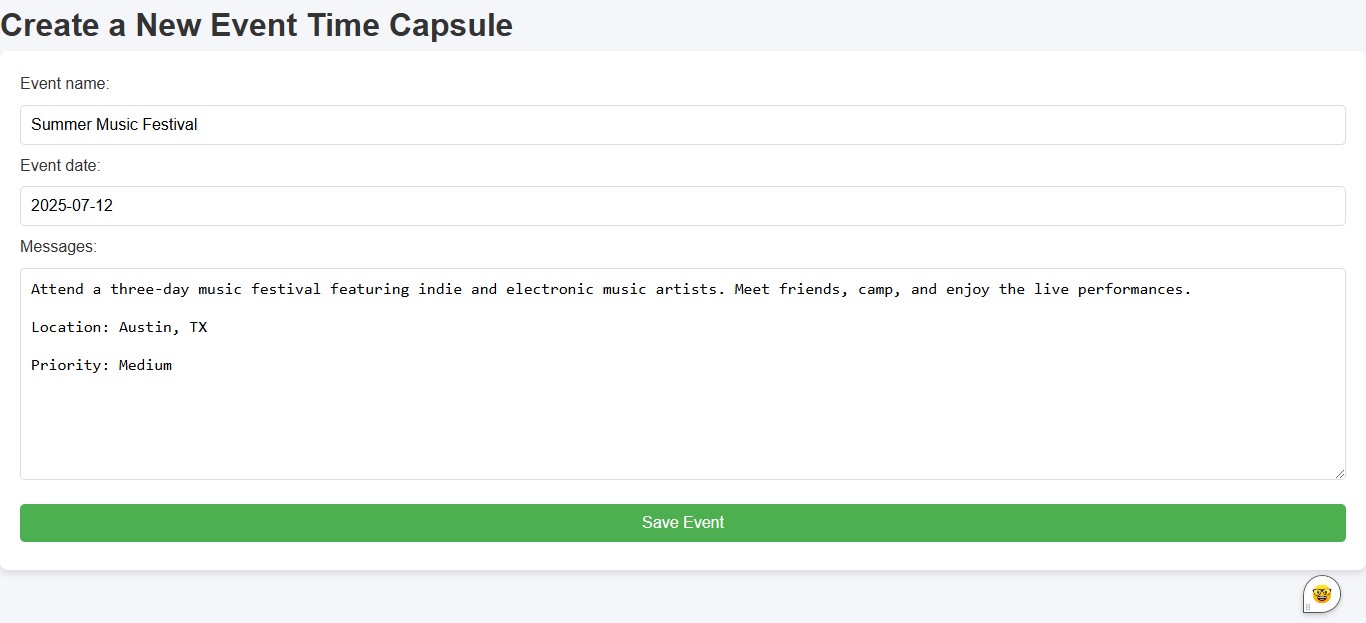 Create a New Event Time Capsule
Event name:
Summer Music Festival
Event date:
2025-07-12
Messages:
Attend a three-day music festival featuring indie and electronic music artists. Meet friends, camp, and enjoy the live performances.
Location: Austin, TX
Priority: Medium
Save Event